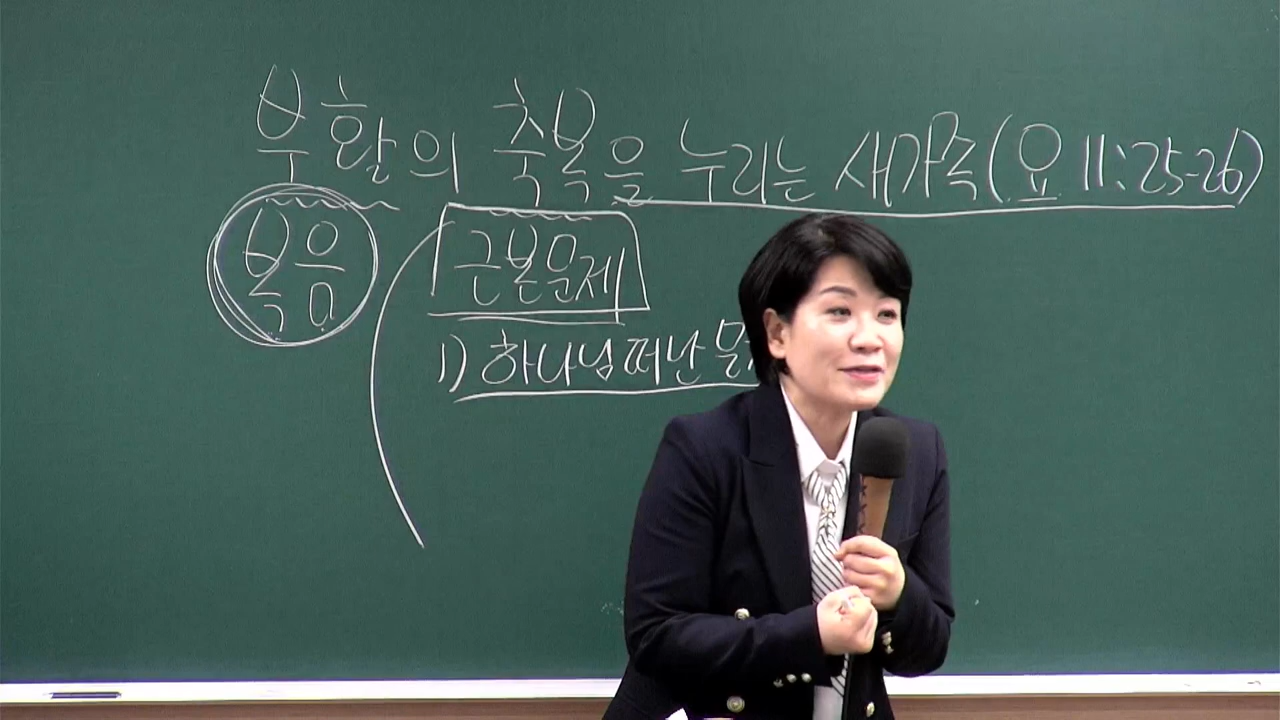 부활의 축복을 누리는 새가족(요 11:25-26)
복음
근본문제
1) 하나님 떠난